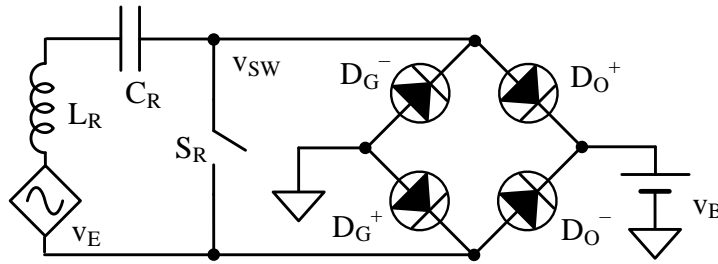 C_R
v_SW
D_G^−
D_O^+
L_R
S_R
v_E
D_G^+
D_O^−
v_B